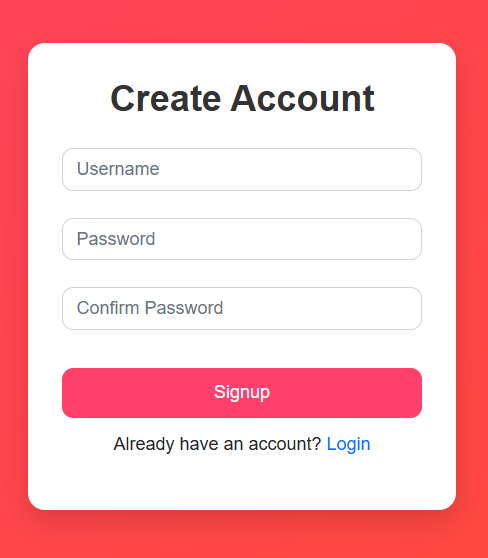 Create Account
Username
Password
Confirm Password
Signup
Already have an account? Login